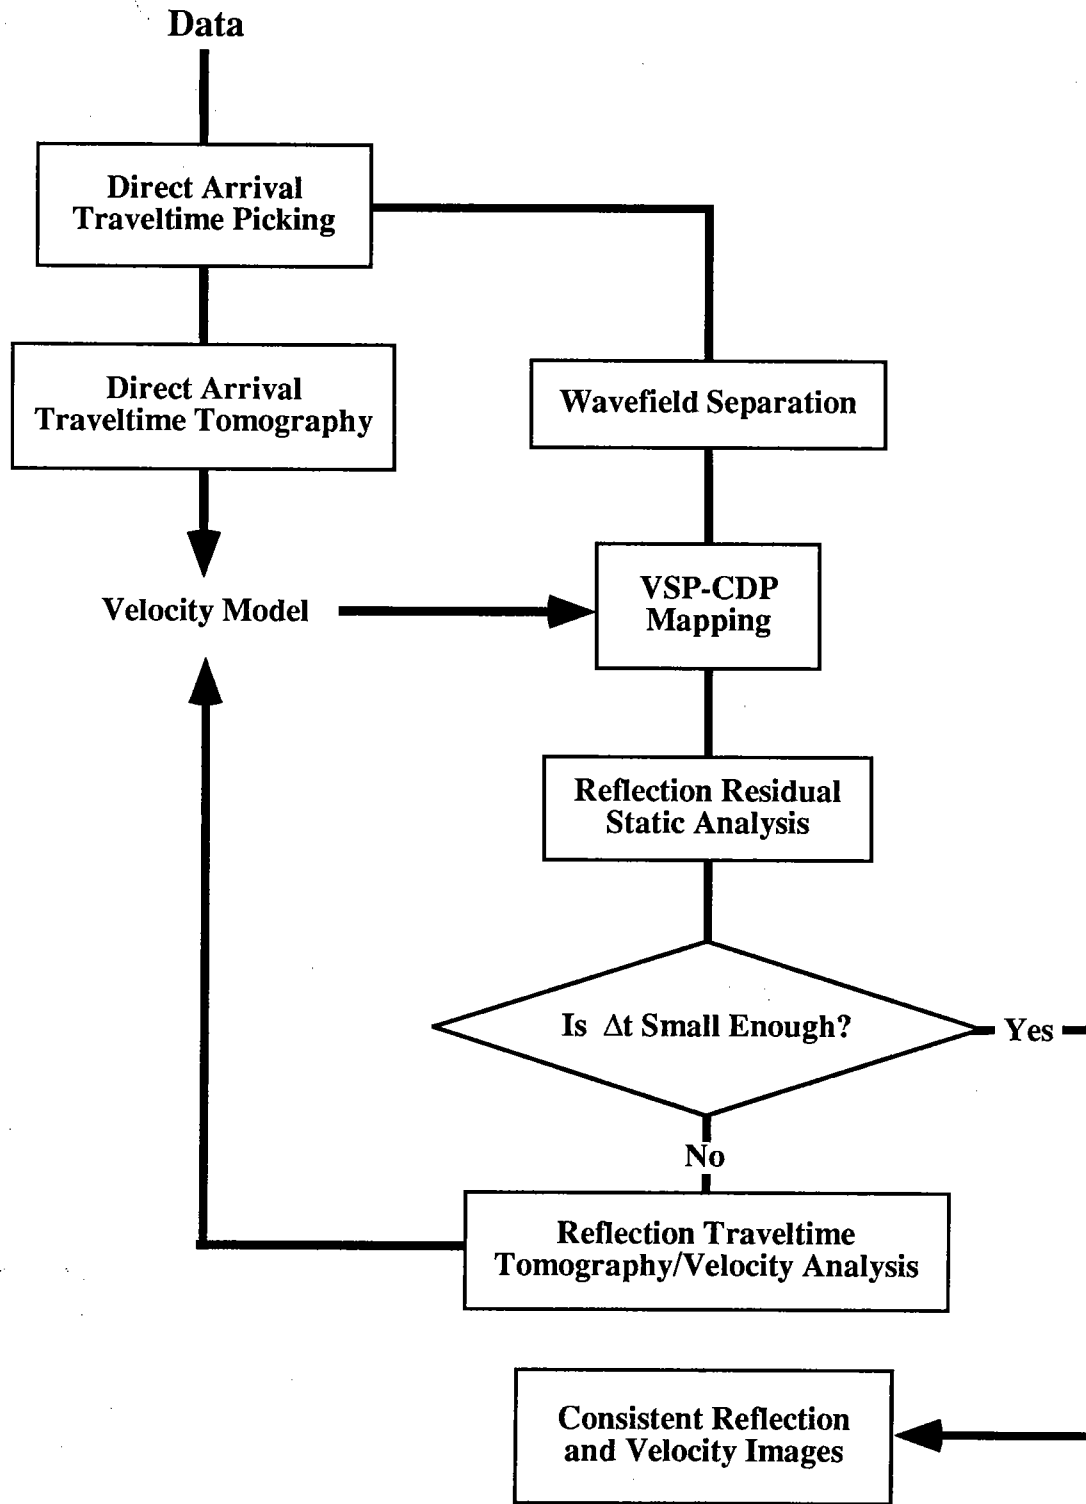 Data
Direct Arrival
Traveltime Picking
Direct Arrival
Traveltime Tomography
Wavefield Separation
Velocity Model
VSP-CDP
Mapping
Reflection Residual
Static Analysis
Is Δt Small Enough?
Yes
No
Reflection Traveltime
Tomography/Velocity Analysis
Consistent Reflection
and Velocity Images